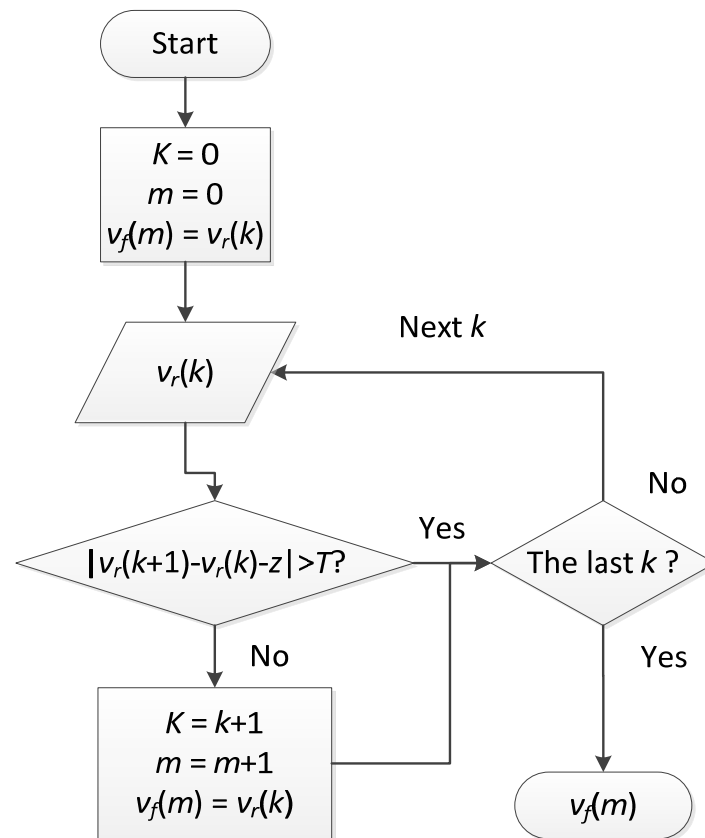 Start
K = 0
m = 0
v_f(m) = v_r(k)
Next k
v_r(k)
No
Yes
|v_r(k+1)-v_r(k)-z|>T?
The last k ?
No
Yes
K = k+1
m = m+1
v_f(m) = v_r(k)
v_f(m)